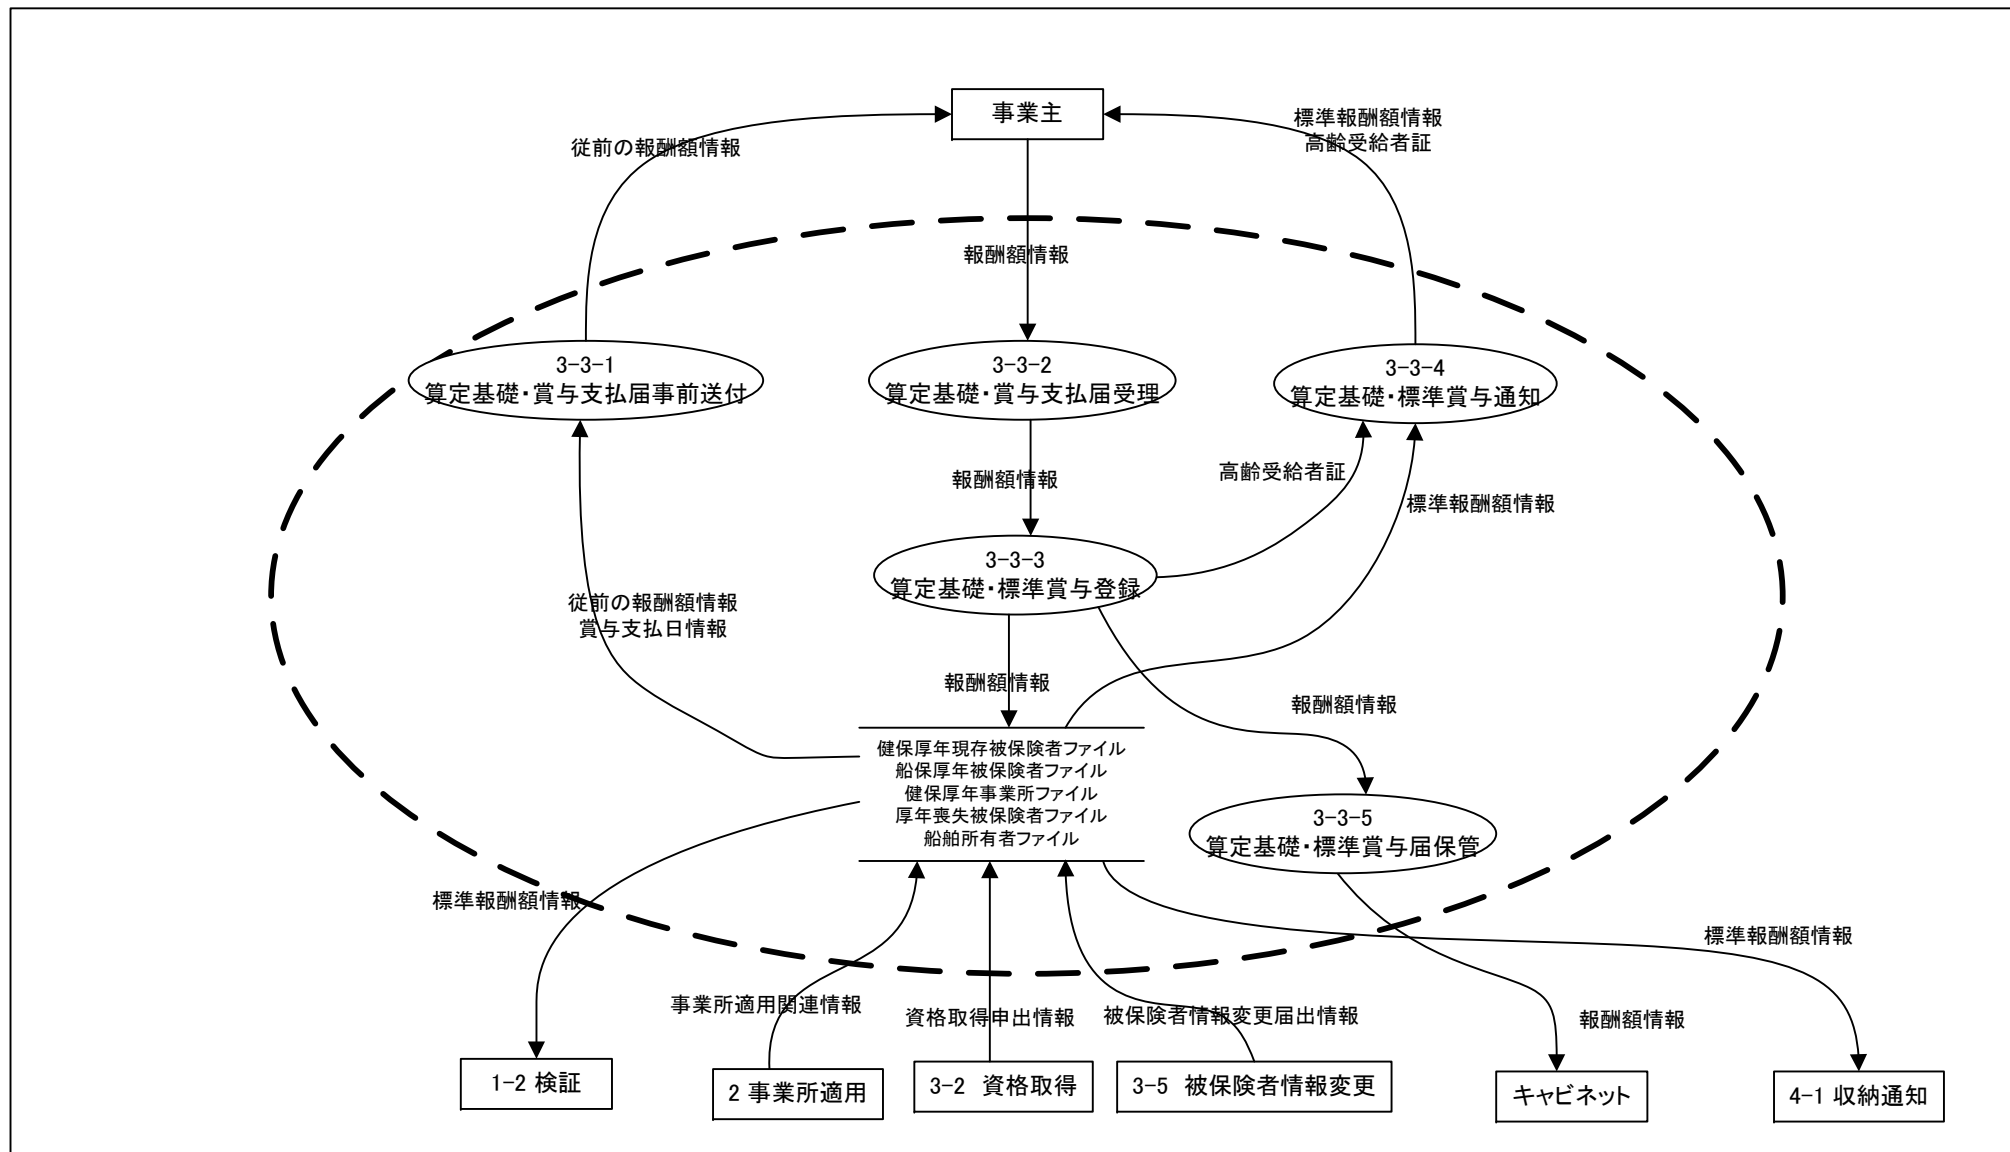 事業主
従前の報酬額情報
標準報酬額情報
高齢受給者証
報酬額情報
3-3-1
算定基礎・賞与支払届事前送付
3-3-2
算定基礎・賞与支払届受理
3-3-4
算定基礎・標準賞与通知
報酬額情報
高齢受給者証
標準報酬額情報
3-3-3
算定基礎・標準賞与登録
従前の報酬額情報
賞与支払日情報
報酬額情報
報酬額情報
健保厚年現存被保険者ファイル
船保厚年被保険者ファイル
健保厚年事業所ファイル
厚年喪失被保険者ファイル
船舶所有者ファイル
3-3-5
算定基礎・標準賞与届保管
標準報酬額情報
標準報酬額情報
事業所適用関連情報
資格取得申出情報
被保険者情報変更届出情報
報酬額情報
1-2 検証
2 事業所適用
3-2 資格取得
3-5 被保険者情報変更
キャビネット
4-1 収納通知